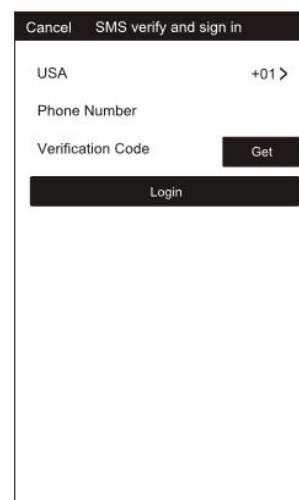 Cancel SMS verify and sign in
USA +01 >
Phone Number
Verification Code Get
Login